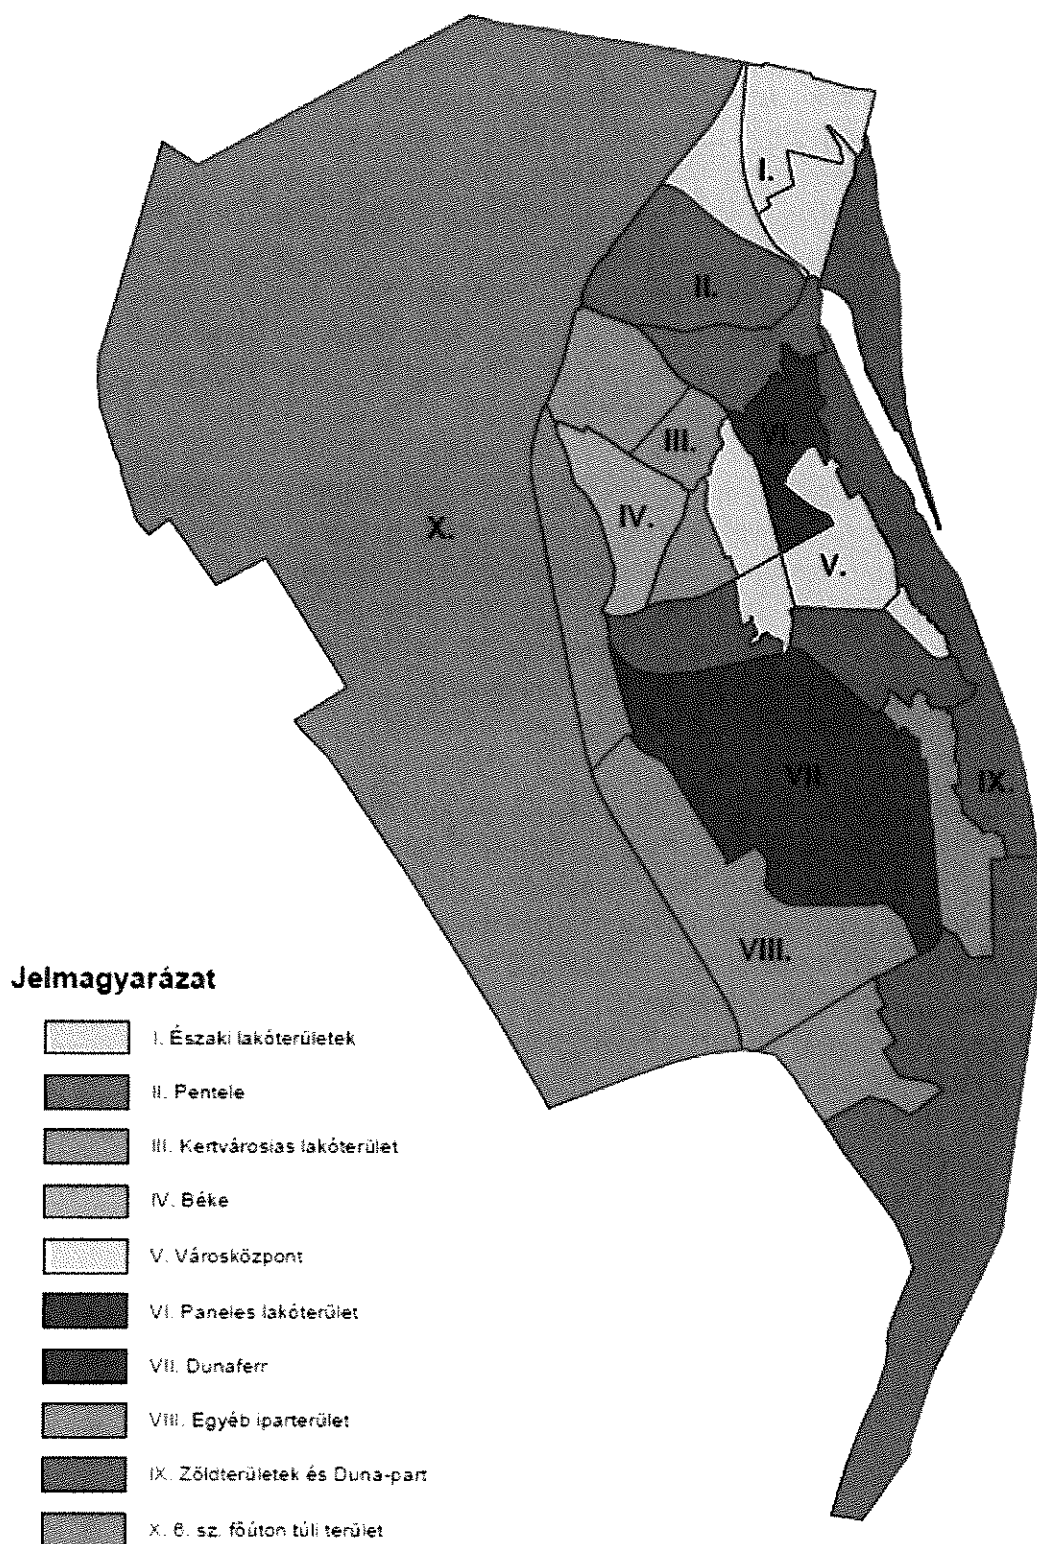 I.
II.
III.
VI.
IV.
X.
V.
VII.
IX.
VIII.
Jelmagyarázat
I. Északi lakóterületek
II. Pentele
III. Kertvárosias lakóterület
IV. Béke
V. Városközpont
VI. Paneles lakóterület
VII. Dunaferr
VIII. Egyéb iparterület
IX. Zöldterületek és Duna-part
X. 6. sz. főúton túli terület